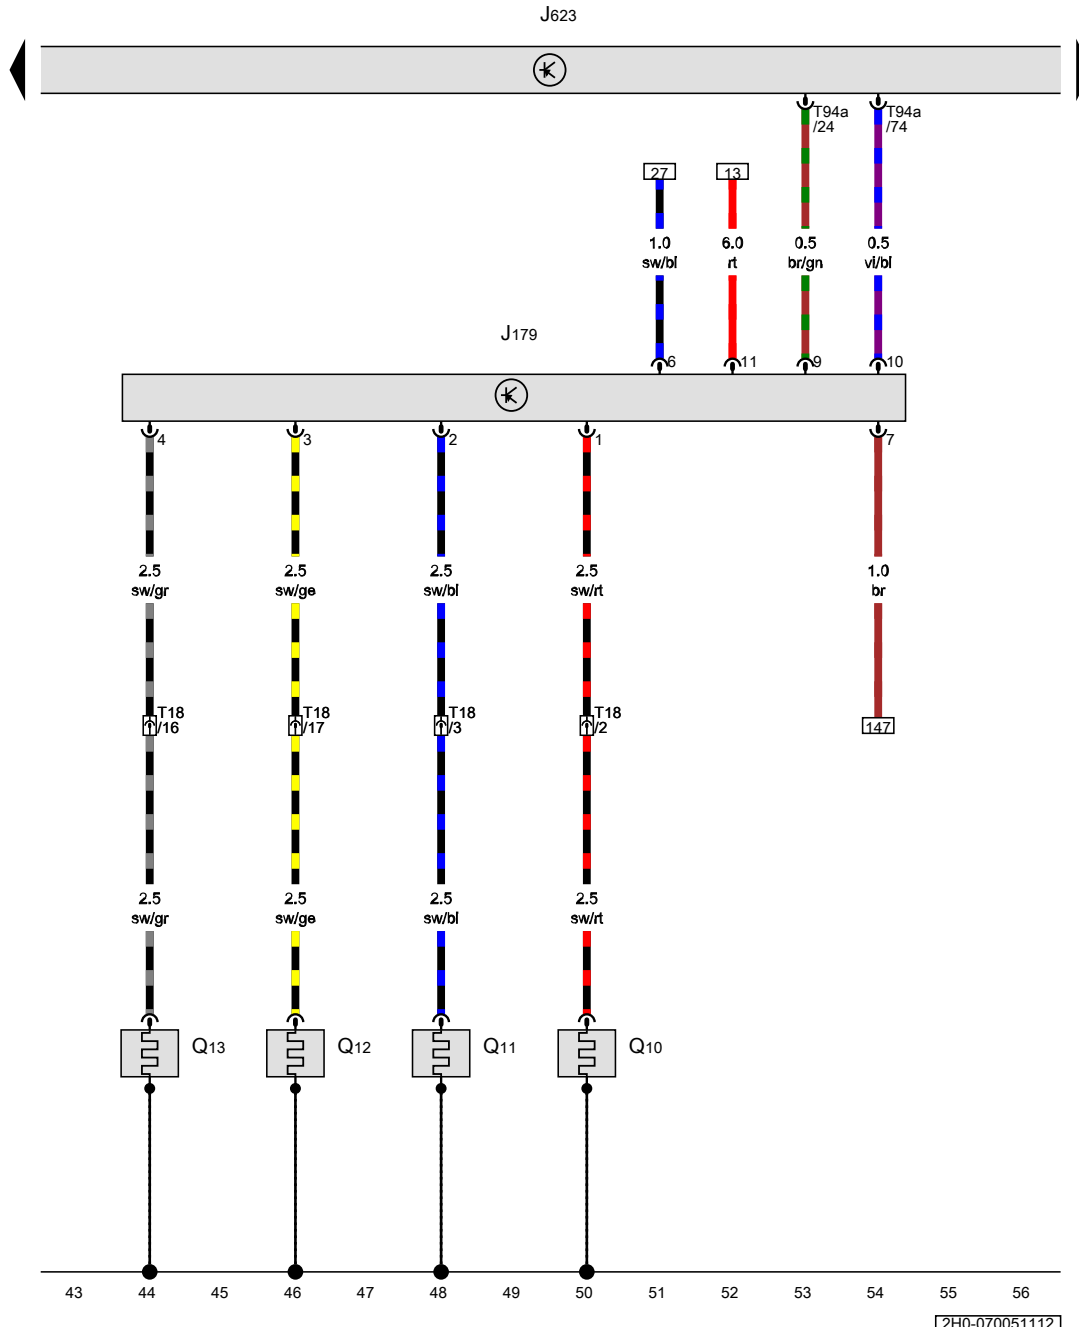 J623
T94a
/24
T94a
/74
27
13
1.0
sw/bl
6.0
rt
0.5
br/gn
0.5
vi/bl
J179
6
11
9
10
4
3
2
1
7
2.5
sw/gr
2.5
sw/ge
2.5
sw/bl
2.5
sw/rt
1.0
br
T18
/16
T18
/17
T18
/3
T18
/2
147
2.5
sw/gr
2.5
sw/ge
2.5
sw/bl
2.5
sw/rt
Q13
Q12
Q11
Q10
43 44 45 46 47 48 49 50 51 52 53 54 55 56
2H0-070051112